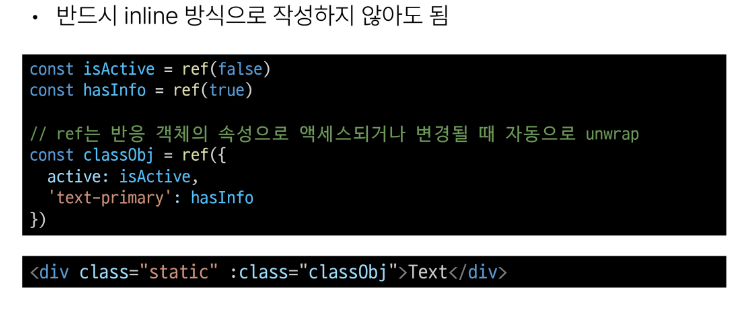 • 반드시 inline 방식으로 작성하지 않아도 됨
const isActive = ref(false)
const hasInfo = ref(true)
// ref는 반응 객체의 속성으로 액세스되거나 변경될 때 자동으로 unwrap
const classObj = ref({
  active: isActive,
  'text-primary': hasInfo
})
<div class="static" :class="classObj">Text</div>